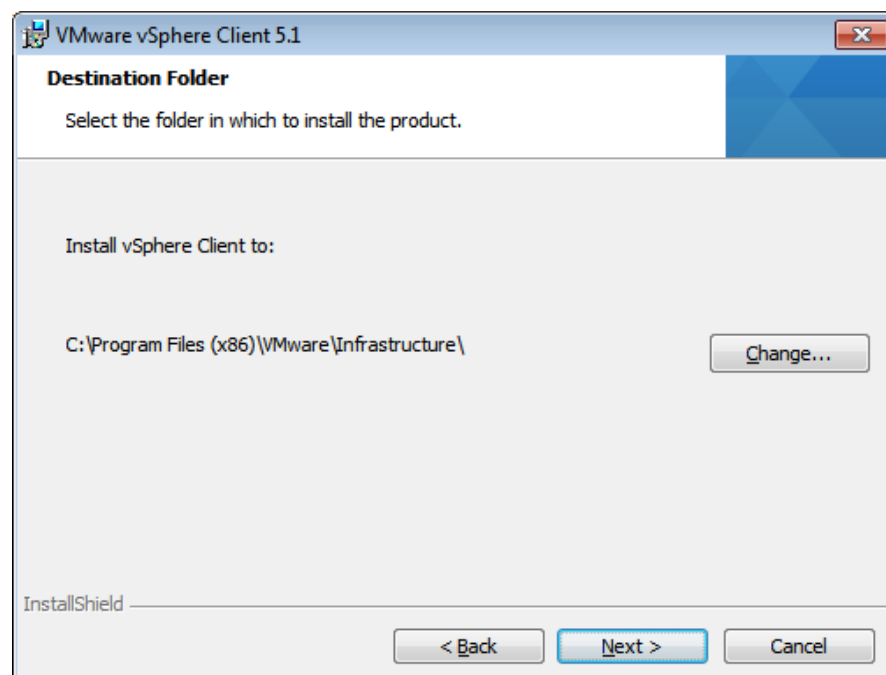 VMware vSphere Client 5.1
Destination Folder
Select the folder in which to install the product.
Install vSphere Client to:
C:\Program Files (x86)\VMware\Infrastructure\
Change...
InstallShield
< Back
Next >
Cancel